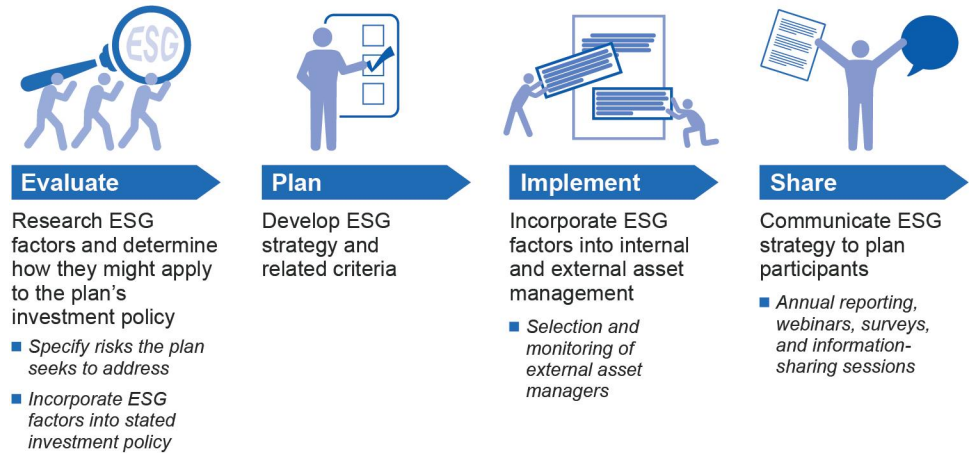 ESG
Evaluate
Research ESG
factors and determine
how they might apply
to the plan's
investment policy
Specify risks the plan
seeks to address
Incorporate ESG
factors into stated
investment policy
Plan
Develop ESG
strategy and
related criteria
Implement
Incorporate ESG
factors into internal
and external asset
management
Selection and
monitoring of
external asset
managers
Share
Communicate ESG
strategy to plan
participants
Annual reporting,
webinars, surveys,
and information-
sharing sessions